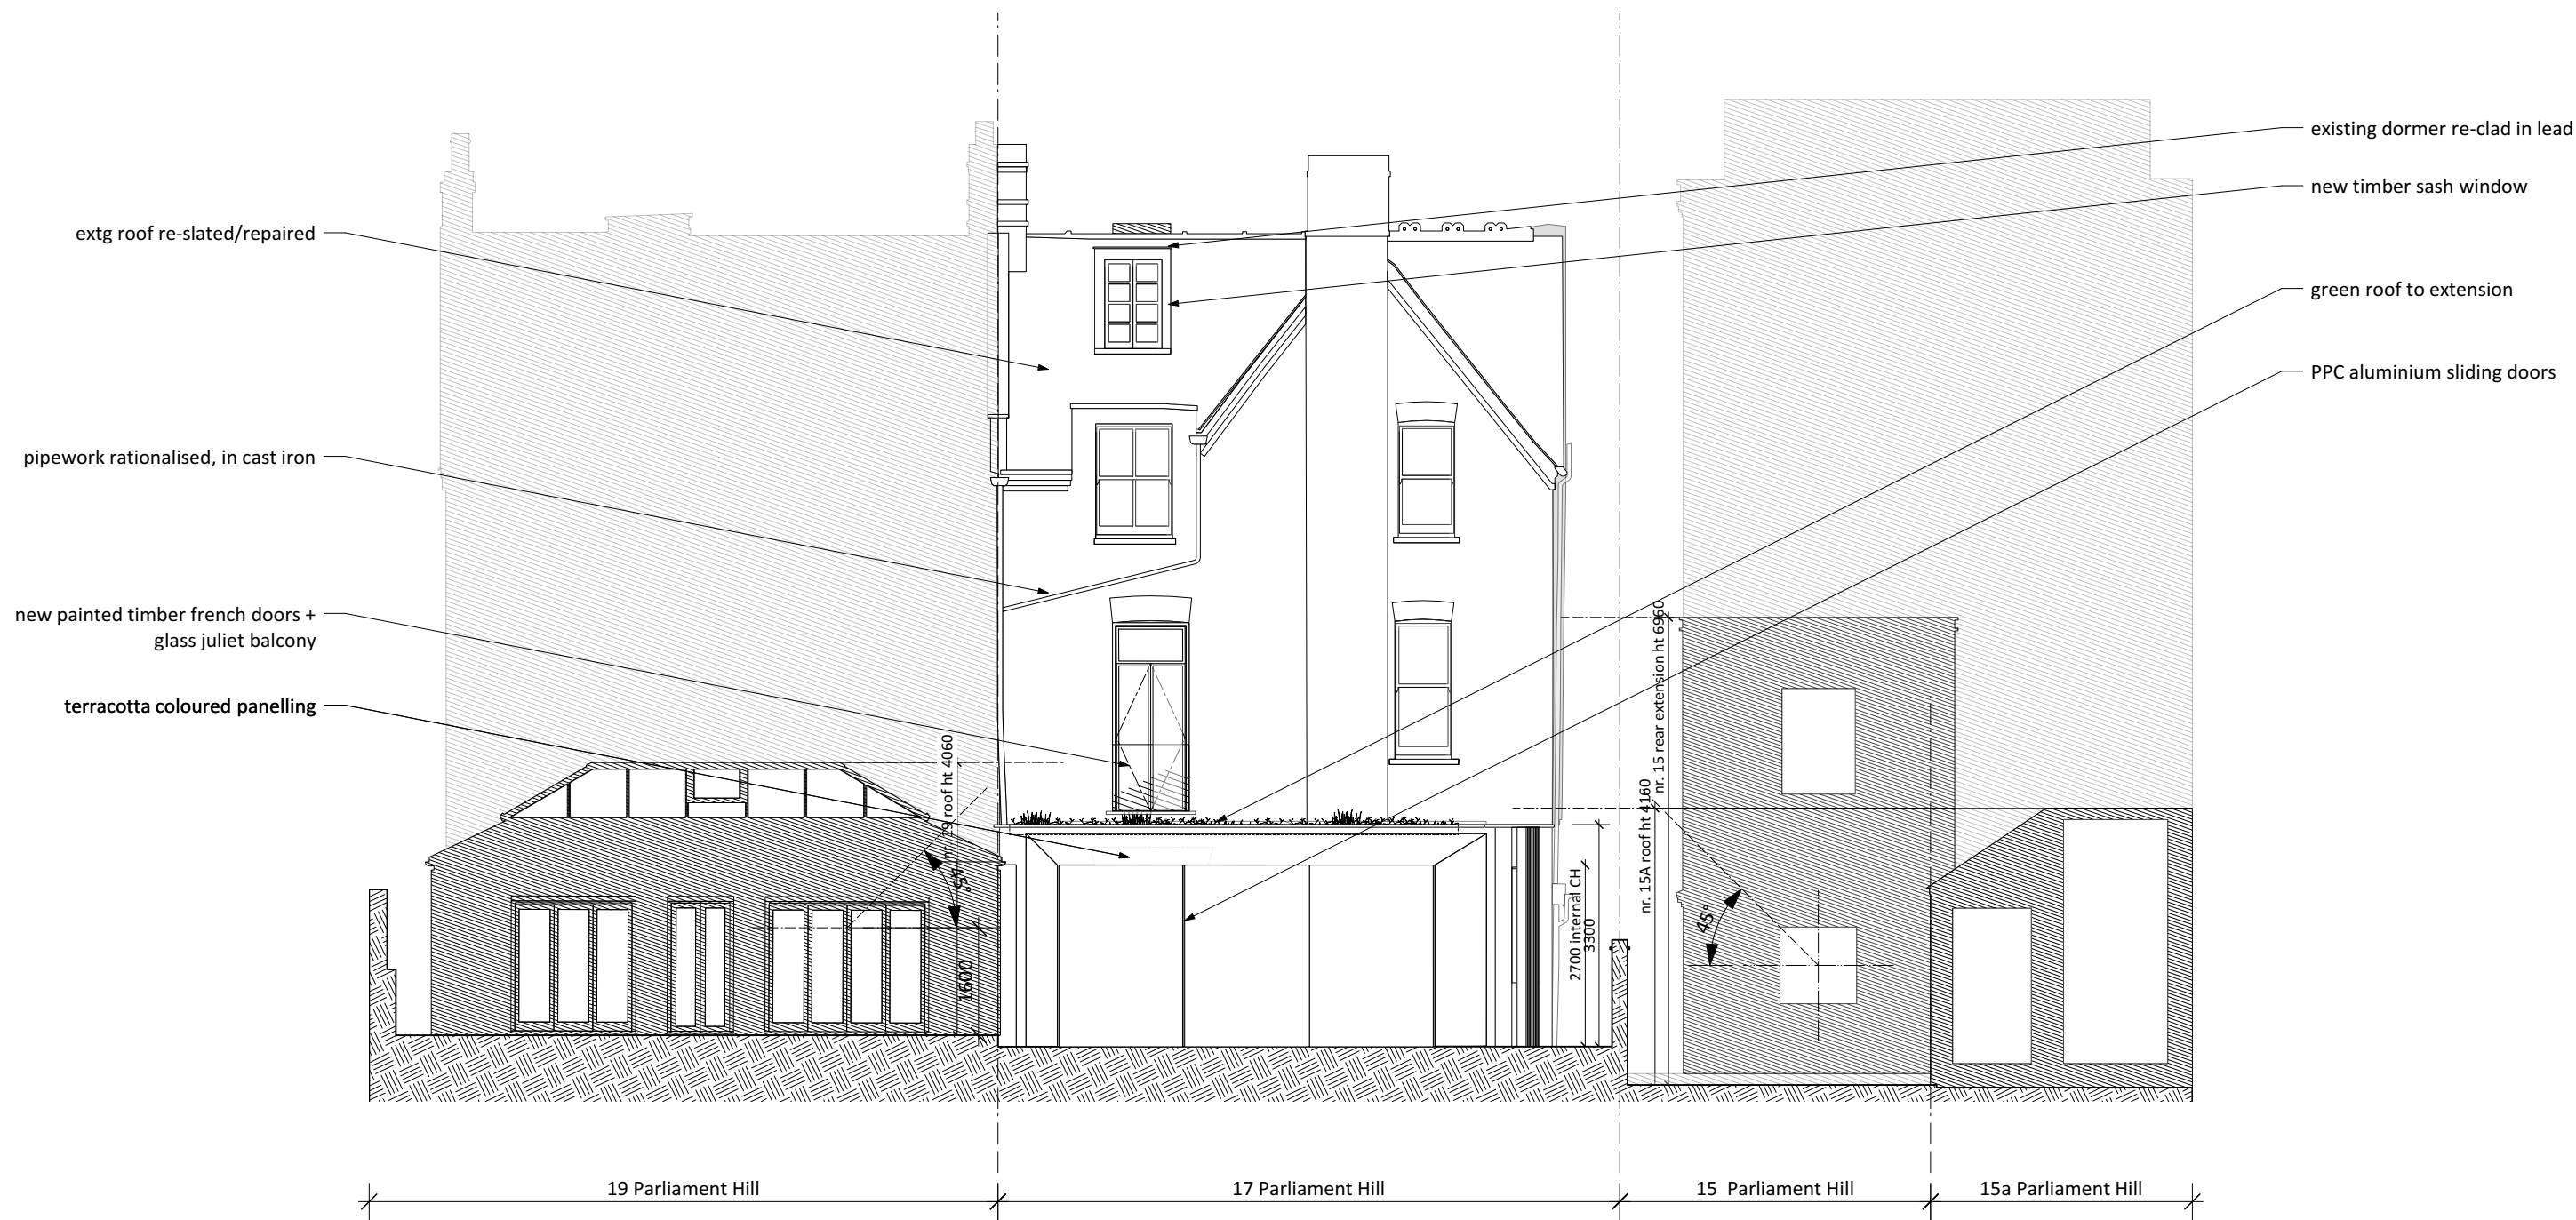 existing dormer re-clad in lead
new timber sash window
extg roof re-slated/repaired
green roof to extension
PPC aluminium sliding doors
pipework rationalised, in cast iron
new painted timber french doors +
glass juliet balcony
terracotta coloured panelling
nr. 19 roof ht 4060
45°
1600
2700 internal CH
3300
nr. 15A roof ht 4160
nr. 15 rear extension ht 6960
45°
19 Parliament Hill
17 Parliament Hill
15 Parliament Hill
15a Parliament Hill